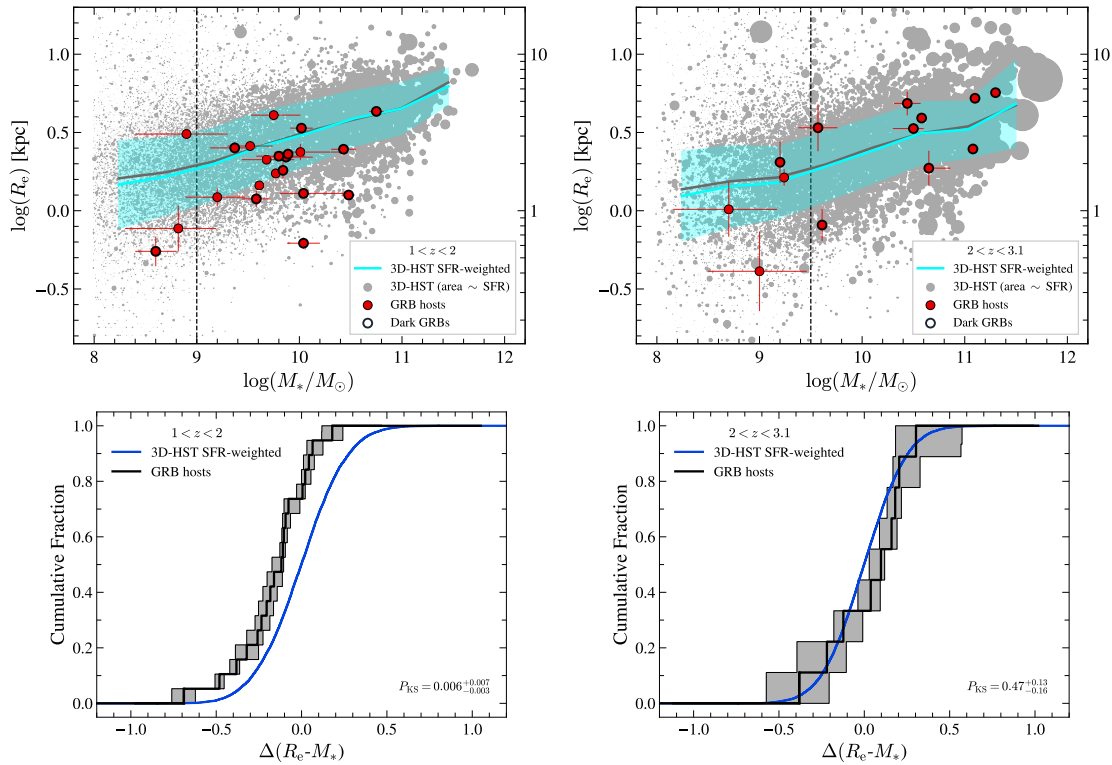 1.0
0.5
0.0
−0.5
log(Rₑ) [kpc]
10
1
1 < z < 2
3D-HST SFR-weighted
3D-HST (area ∼ SFR)
GRB hosts
Dark GRBs
8 9 10 11 12
log(M*/M⊙)
1.0
0.5
0.0
−0.5
log(Rₑ) [kpc]
10
1
2 < z < 3.1
3D-HST SFR-weighted
3D-HST (area ∼ SFR)
GRB hosts
Dark GRBs
8 9 10 11 12
log(M*/M⊙)
1.0
0.8
0.6
0.4
0.2
0.0
Cumulative Fraction
1 < z < 2
3D-HST SFR-weighted
GRB hosts
P_KS = 0.006 +0.007 −0.003
−1.0 −0.5 0.0 0.5 1.0
Δ(Rₑ-M*)
1.0
0.8
0.6
0.4
0.2
0.0
Cumulative Fraction
2 < z < 3.1
3D-HST SFR-weighted
GRB hosts
P_KS = 0.47 +0.13 −0.16
−1.0 −0.5 0.0 0.5 1.0
Δ(Rₑ-M*)